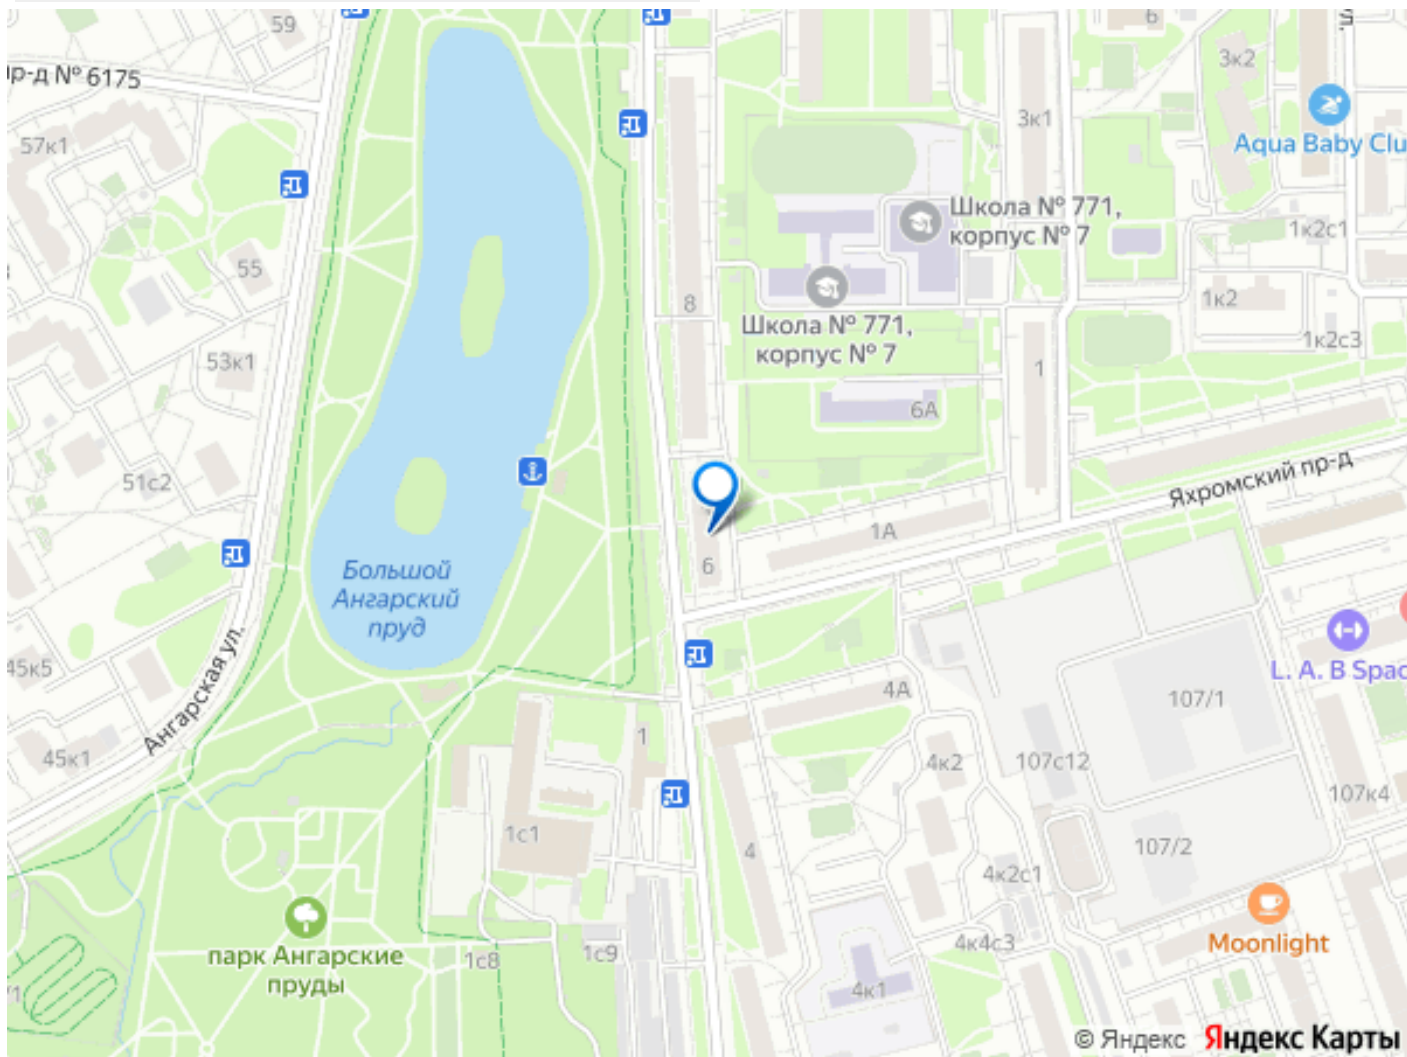 59
6
3к2
пр-д № 6175
3к1
57к1
Aqua Baby Clu
Школа № 771,
корпус № 7
1к2с1
55
1к2
8
Школа № 771,
корпус № 7
1к2с3
53к1
1
6А
51с2
Яхромский пр-д
1А
6
Большой
Ангарский
пруд
Ангарская ул.
45к5
L. A. B Spac
4А
107/1
1
45к1
4к2
107с12
107к4
1с1
4
107/2
4к2с1
парк Ангарские
пруды
1с8
1с9
4к4с3
Moonlight
4к1
/1
© Яндекс Яндекс Карты